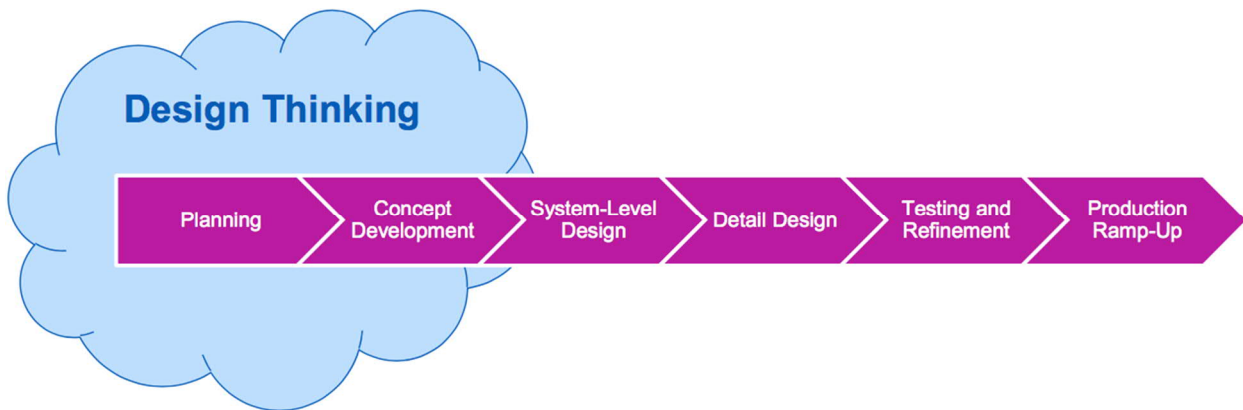 Design Thinking
Planning
Concept
Development
System-Level
Design
Detail Design
Testing and
Refinement
Production
Ramp-Up